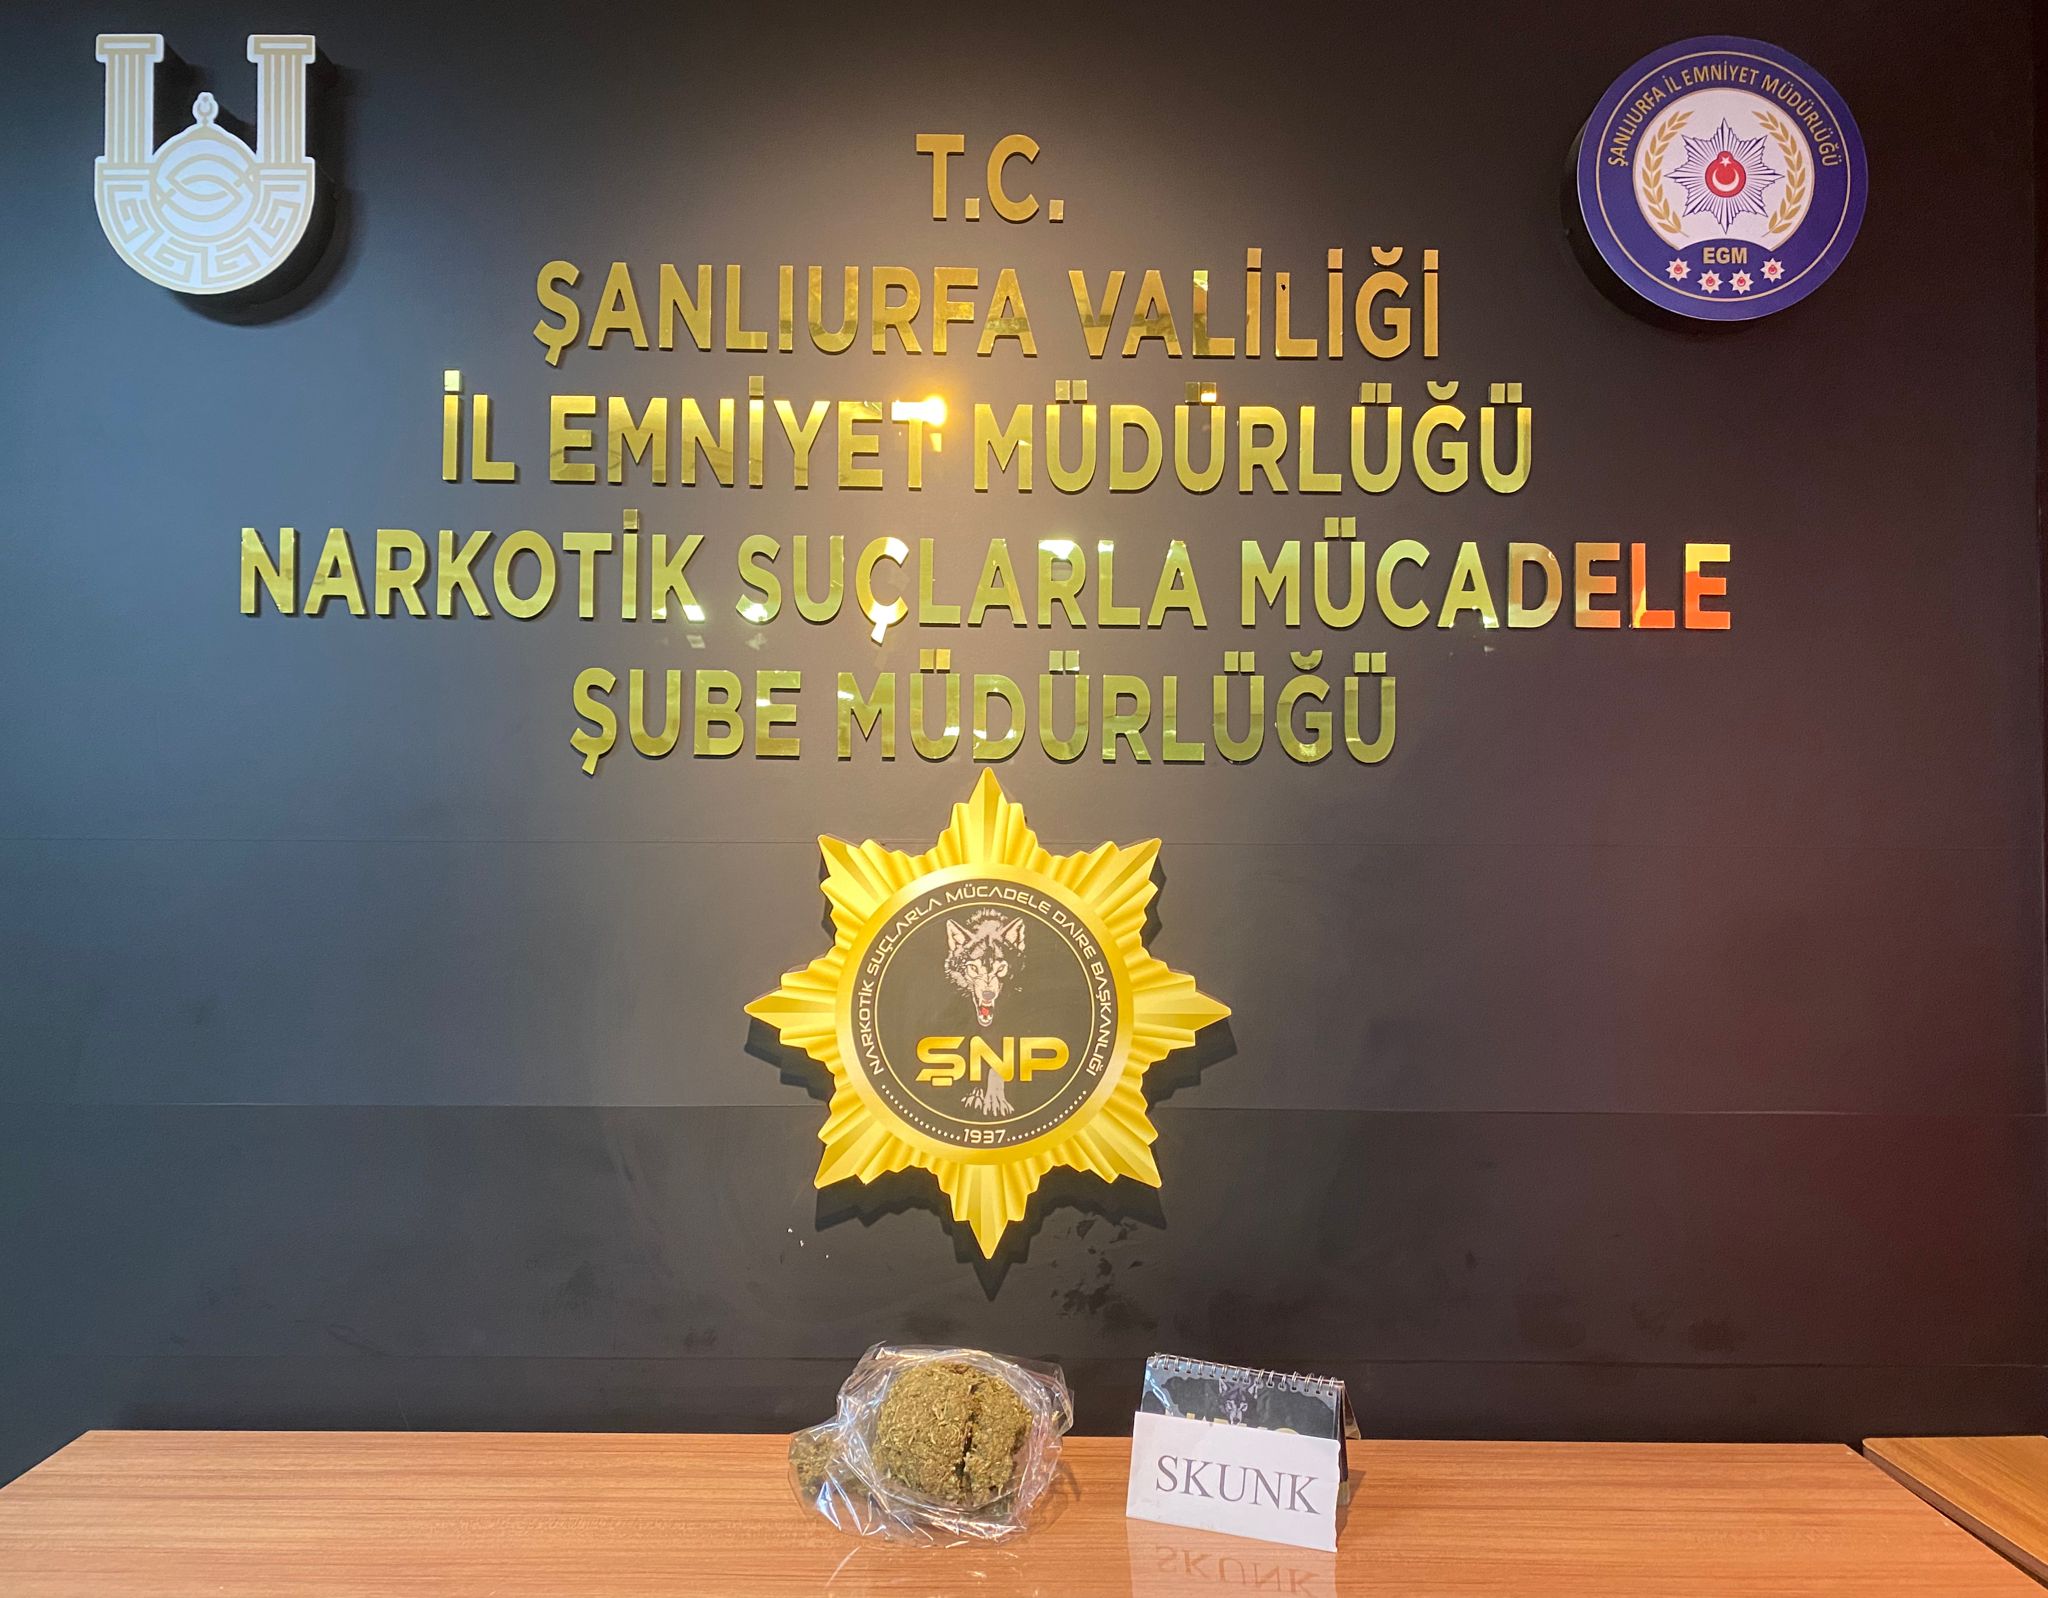 T.C.
ŞANLIURFA VALİLİĞİ
İL EMNİYET MÜDÜRLÜĞÜ
NARKOTİK SUÇLARLA MÜCADELE
ŞUBE MÜDÜRLÜĞÜ
ŞANLIURFA İL EMNİYET MÜDÜRLÜĞÜ
EGM
NARKOTİK SUÇLARLA MÜCADELE DAİRE BAŞKANLIĞI
ŞNP
1937
SKUNK